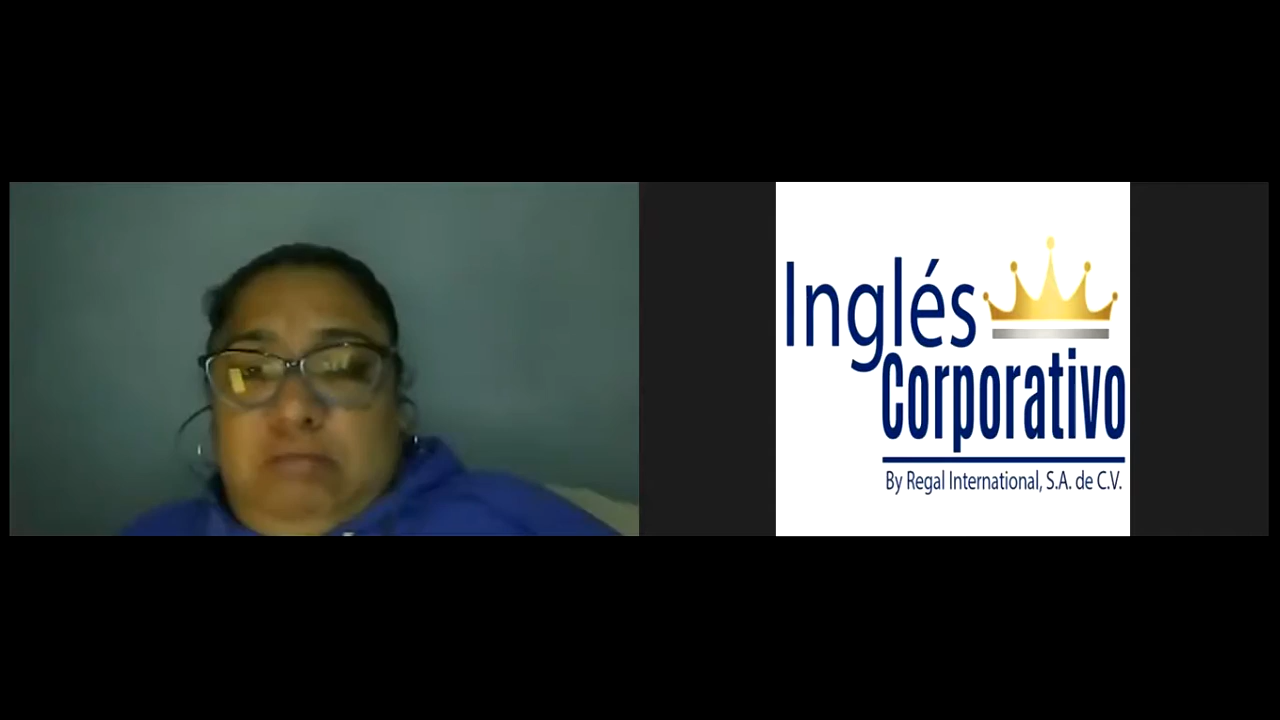 Inglés
Corporativo
By Regal International, S.A. de C.V.